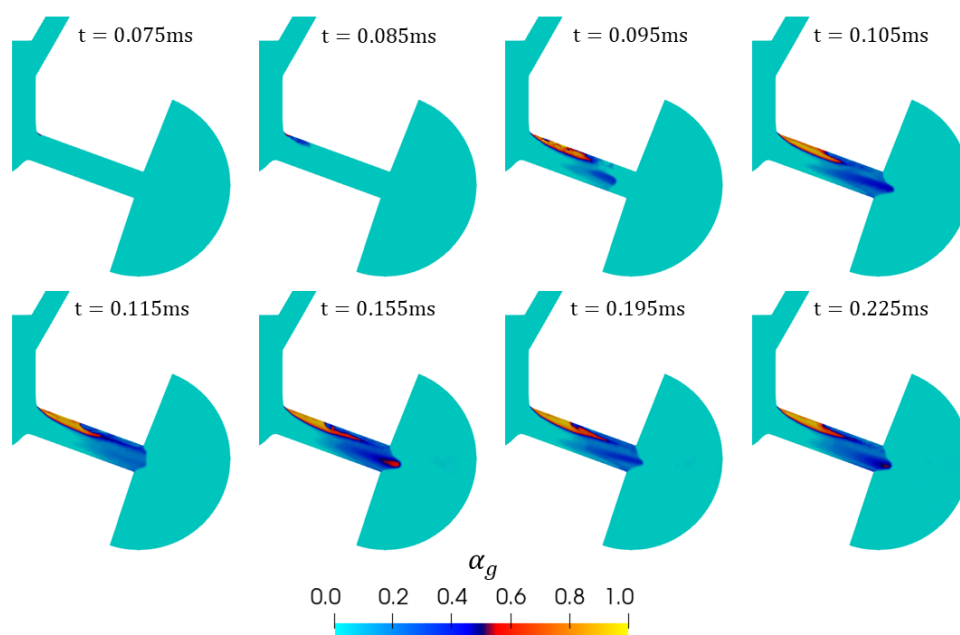 t = 0.075ms
t = 0.085ms
t = 0.095ms
t = 0.105ms
t = 0.115ms
t = 0.155ms
t = 0.195ms
t = 0.225ms
α_g
0.0 0.2 0.4 0.6 0.8 1.0